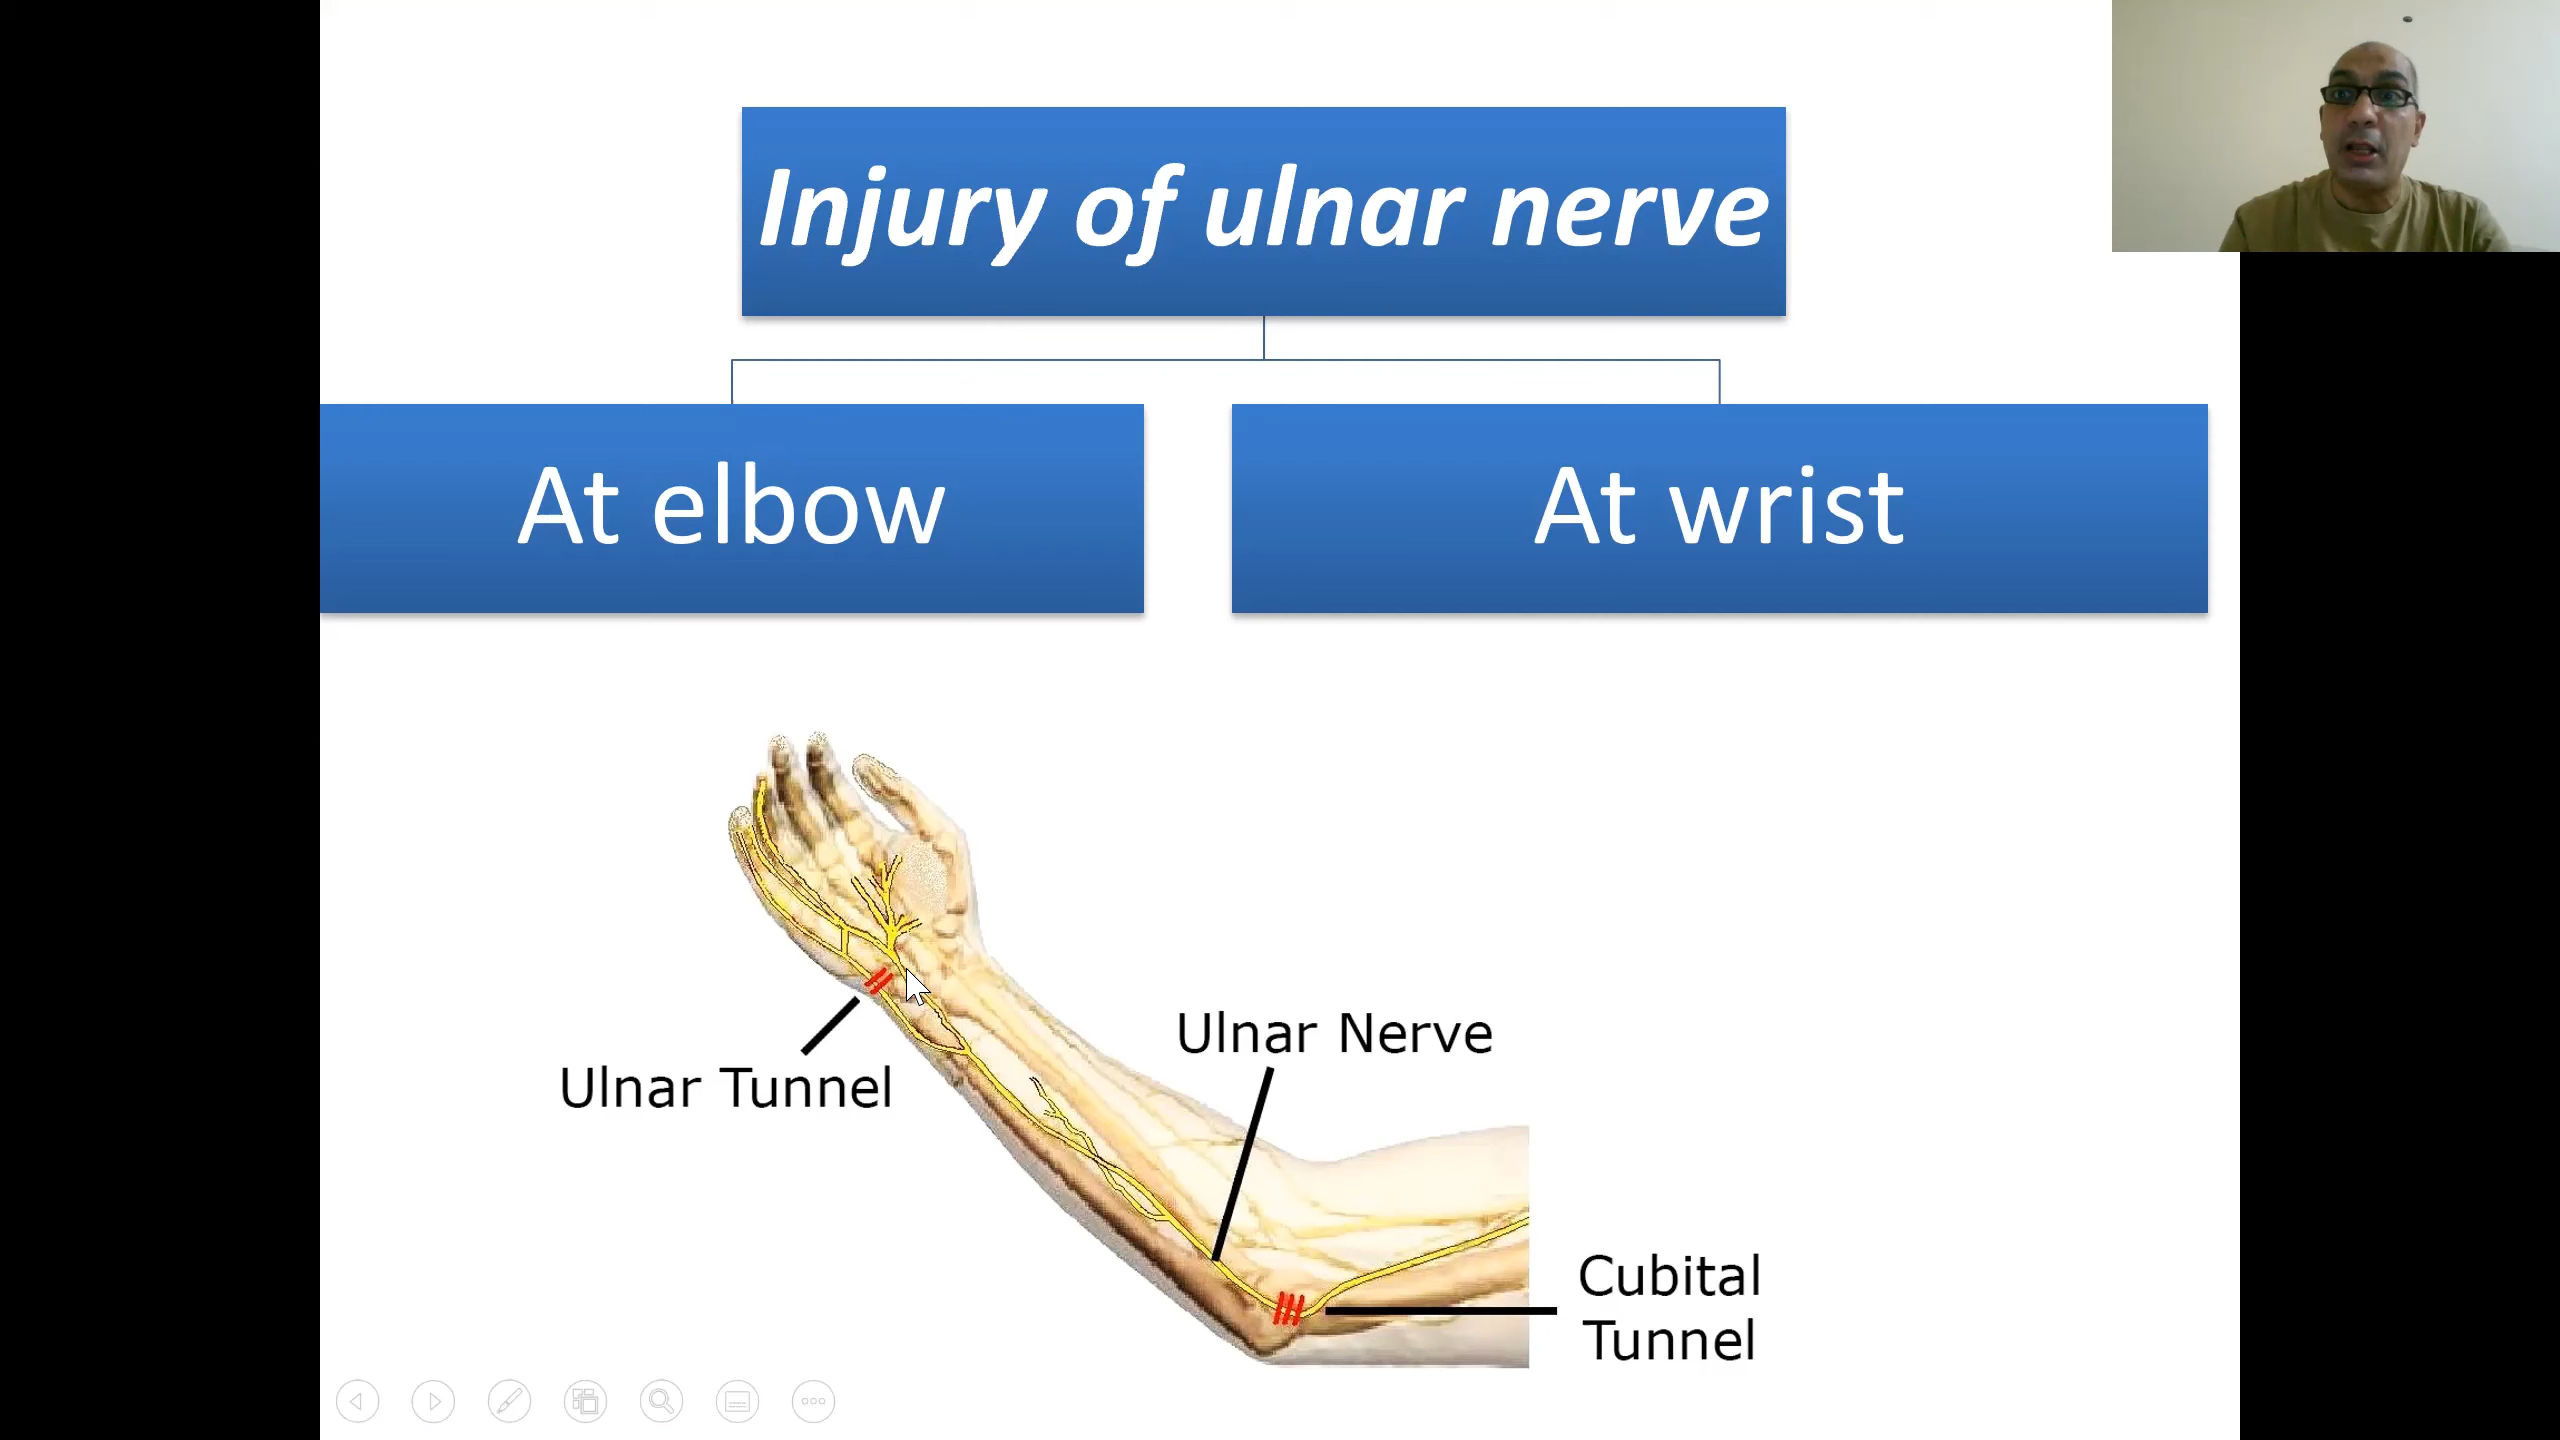 Injury of ulnar nerve
At elbow
At wrist
Ulnar Nerve
Ulnar Tunnel
Cubital
Tunnel